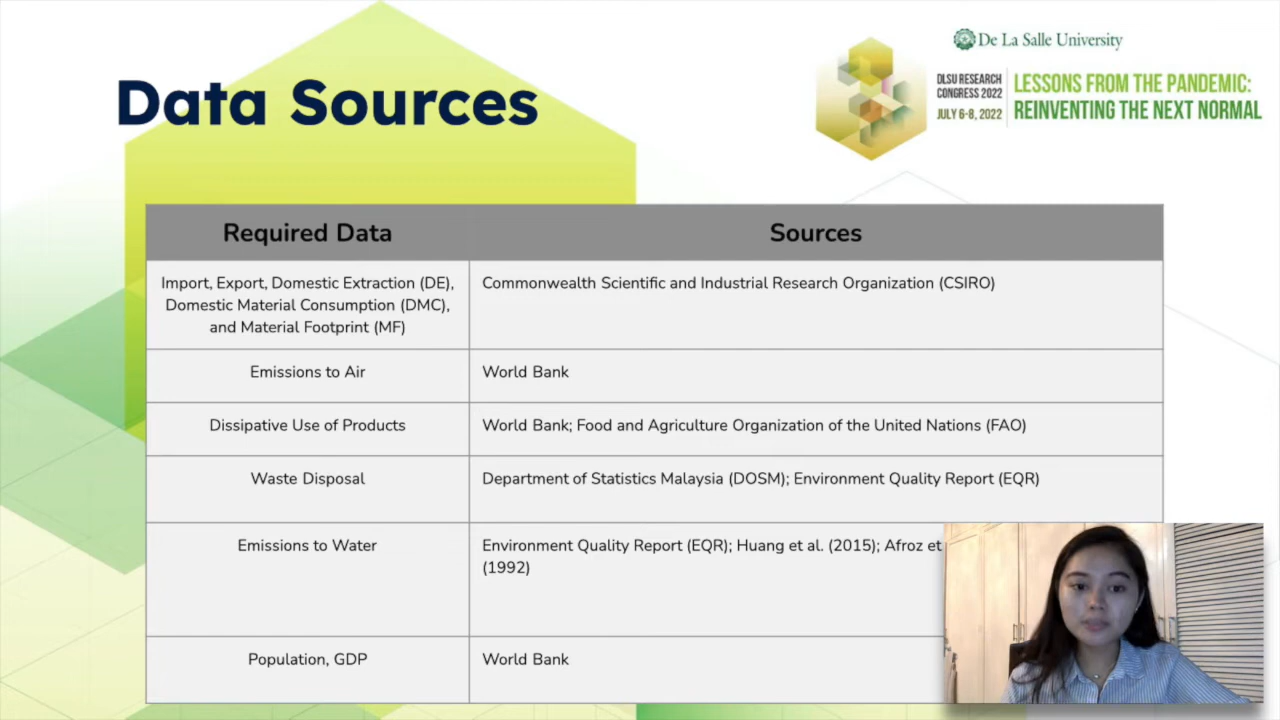 De La Salle University
Data Sources
DLSU RESEARCH
CONGRESS 2022
JULY 6-8, 2022
LESSONS FROM THE PANDEMIC:
REINVENTING THE NEXT NORMAL
Required Data
Sources
Import, Export, Domestic Extraction (DE),
Domestic Material Consumption (DMC),
and Material Footprint (MF)
Commonwealth Scientific and Industrial Research Organization (CSIRO)
Emissions to Air
World Bank
Dissipative Use of Products
World Bank; Food and Agriculture Organization of the United Nations (FAO)
Waste Disposal
Department of Statistics Malaysia (DOSM); Environment Quality Report (EQR)
Emissions to Water
Environment Quality Report (EQR); Huang et al. (2015); Afroz et
(1992)
Population, GDP
World Bank